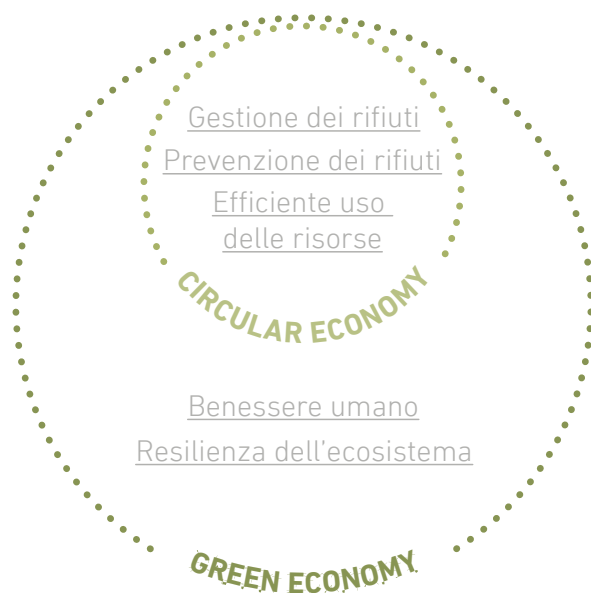 Gestione dei rifiuti
Prevenzione dei rifiuti
Efficiente uso
delle risorse
CIRCULAR ECONOMY
Benessere umano
Resilienza dell'ecosistema
GREEN ECONOMY